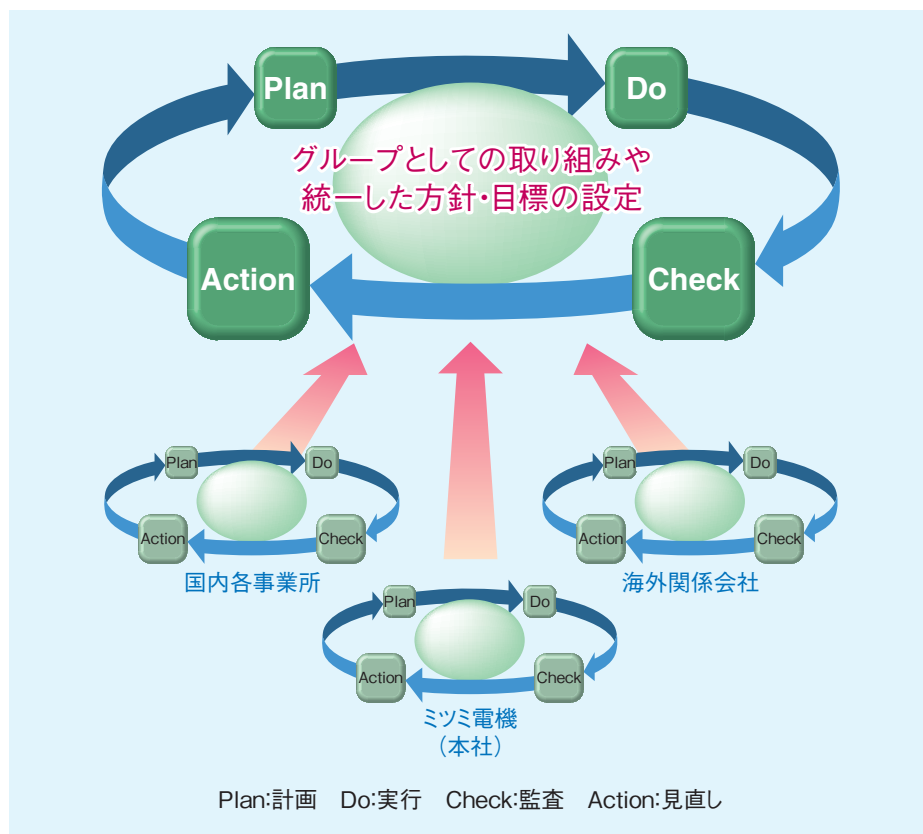 Plan
Do
グループとしての取り組みや
統一した方針・目標の設定
Action
Check
Plan
Do
Action
Check
国内各事業所
Plan
Do
Action
Check
海外関係会社
Plan
Do
Action
Check
ミツミ電機
（本社）
Plan:計画 Do:実行 Check:監査 Action:見直し